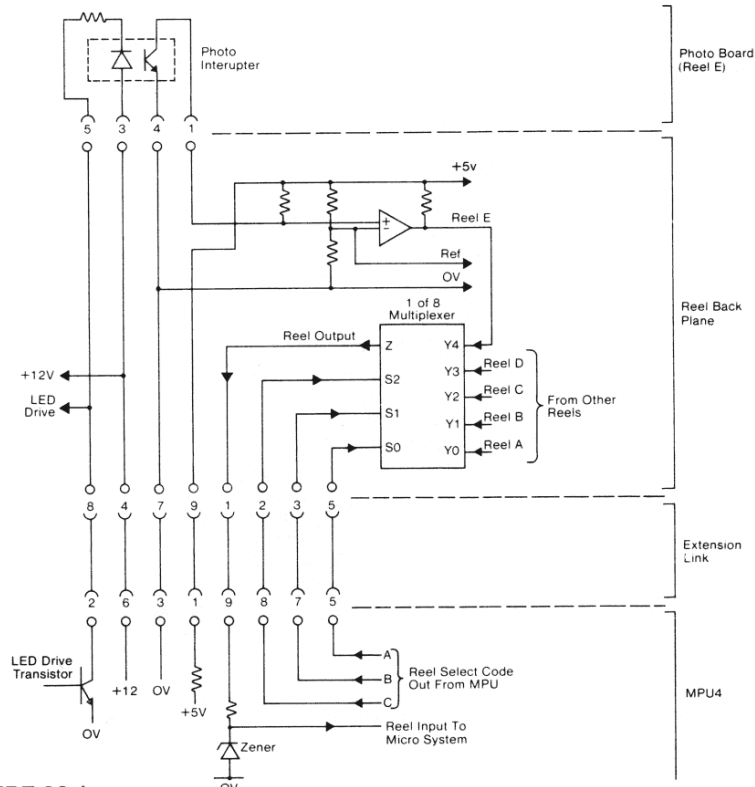 Photo
Interupter
Photo Board
(Reel E)
5 3 4 1
+5v
Reel E
Ref
OV
1 of 8
Multiplexer
Reel Output
Z
Y4
Y3
Reel D
S2
Y2
Reel C
S1
Y1
Reel B
S0
Y0
Reel A
From Other
Reels
Reel Back
Plane
+12V
LED
Drive
8 4 7 9 1 2 3 5
Extension
Link
2 6 3 1 9 8 7 5
LED Drive
Transistor
OV
+12
OV
+5V
A
B
C
Reel Select Code
Out From MPU
MPU4
Reel Input To
Micro System
Zener
OV